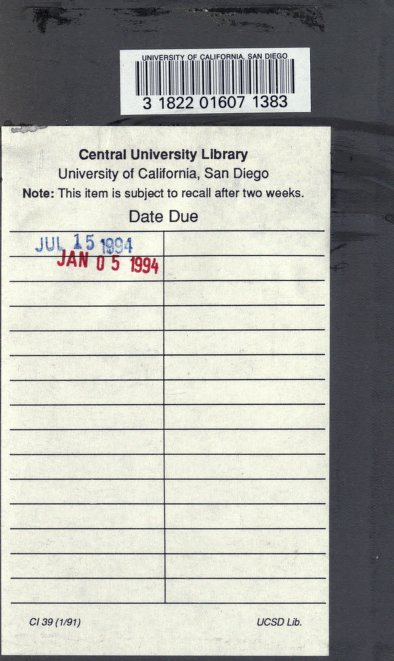 UNIVERSITY OF CALIFORNIA, SAN DIEGO
3 1822 01607 1383
Central University Library
University of California, San Diego
Note: This item is subject to recall after two weeks.
Date Due
JUL 15 1994
JAN 05 1994
CI 39 (1/91)
UCSD Lib.